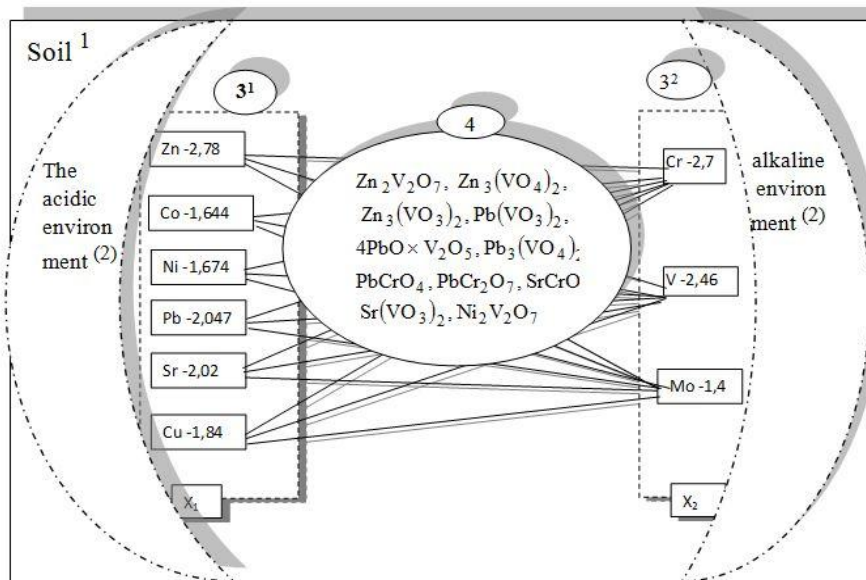 Soil ¹
3¹
3²
4
The
acidic
environ
ment ⁽²⁾
Zn -2,78
Co -1,644
Ni -1,674
Pb -2,047
Sr -2,02
Cu -1,84
X₁
Zn₂V₂O₇, Zn₃(VO₄)₂,
Zn₃(VO₃)₂, Pb(VO₃)₂,
4PbO × V₂O₅, Pb₃(VO₄)₂
PbCrO₄, PbCr₂O₇, SrCrO
Sr(VO₃)₂, Ni₂V₂O₇
Cr -2,7
V -2,46
Mo -1,4
X₂
alkaline
environ
ment ⁽²⁾